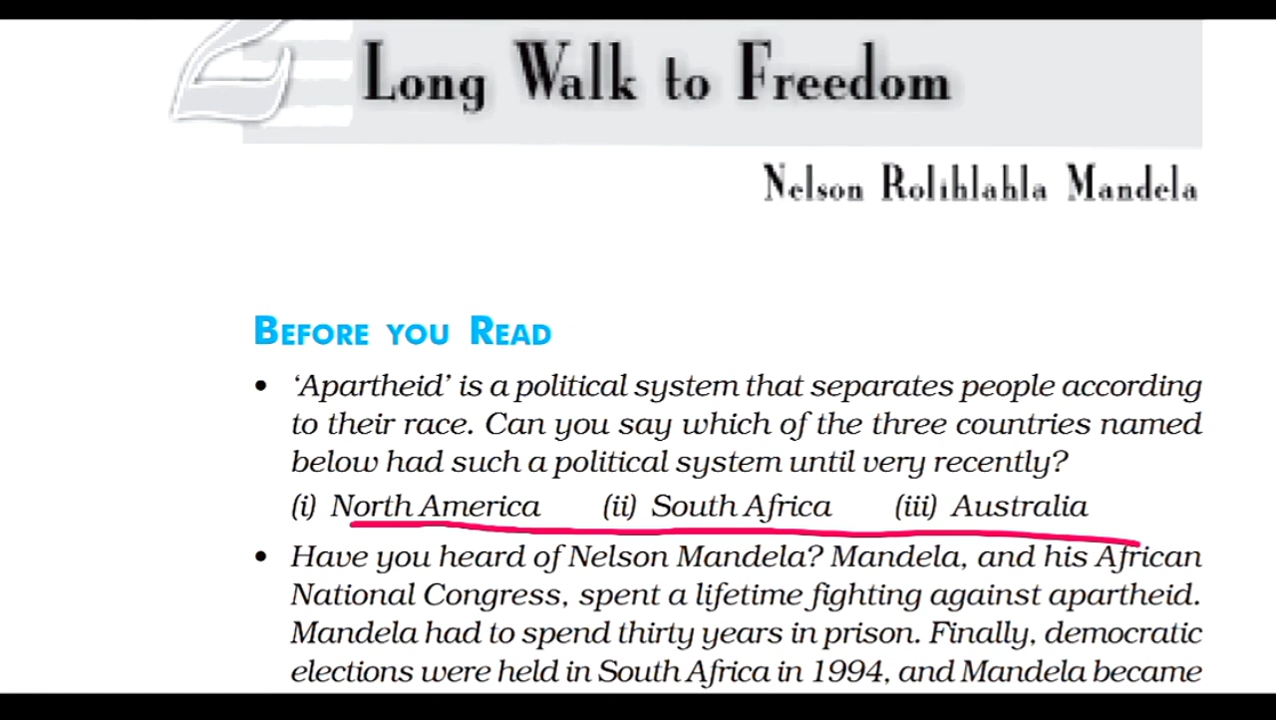 Long Walk to Freedom
Nelson Rolihlahla Mandela
BEFORE YOU READ
• ‘Apartheid’ is a political system that separates people according
to their race. Can you say which of the three countries named
below had such a political system until very recently?
(i) North America (ii) South Africa (iii) Australia
• Have you heard of Nelson Mandela? Mandela, and his African
National Congress, spent a lifetime fighting against apartheid.
Mandela had to spend thirty years in prison. Finally, democratic
elections were held in South Africa in 1994, and Mandela became